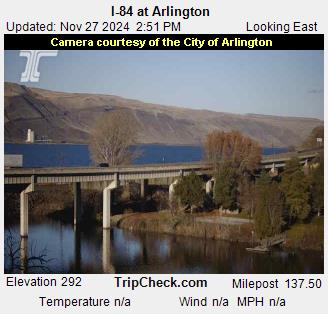 I-84 at Arlington
Updated: Nov 27 2024 2:51 PM Looking East
Camera courtesy of the City of Arlington
Elevation 292 TripCheck.com Milepost 137.50
Temperature n/a Wind n/a MPH n/a